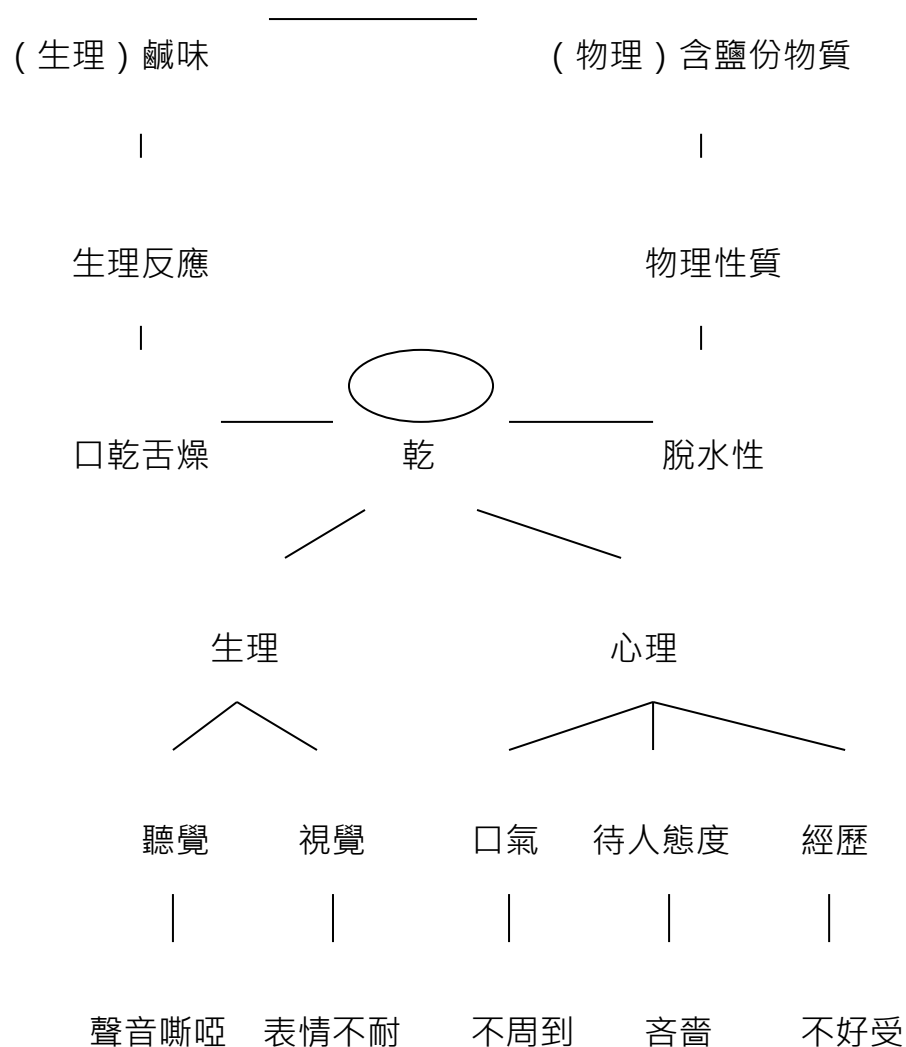 (生理)鹹味 (物理)含鹽份物質
生理反應 物理性質
口乾舌燥 乾 脫水性
生理 心理
聽覺 視覺 口氣 待人態度 經歷
聲音嘶啞 表情不耐 不周到 吝嗇 不好受